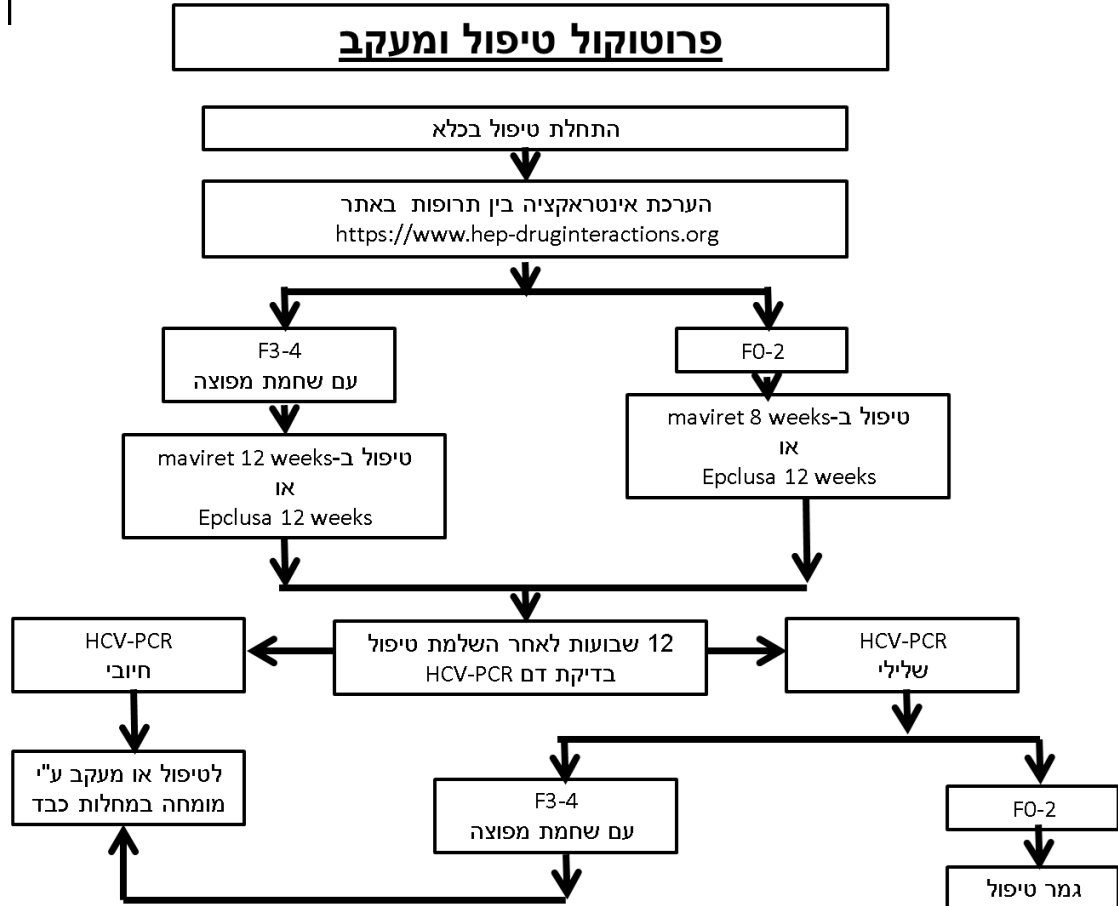 פרוטוקול טיפול ומעקב
התחלת טיפול בכלא
הערכת אינטראקציה בין תרופות באתר
https://www.hep-druginteractions.org
F0-2
F3-4
עם שחמת מפוצה
טיפול ב-maviret 8 weeks
או
Epclusa 12 weeks
טיפול ב-maviret 12 weeks
או
Epclusa 12 weeks
HCV-PCR
שלילי
12 שבועות לאחר השלמת טיפול
בדיקת דם HCV-PCR
HCV-PCR
חיובי
לטיפול או מעקב ע"י
מומחה במחלות כבד
F0-2
F3-4
עם שחמת מפוצה
גמר טיפול